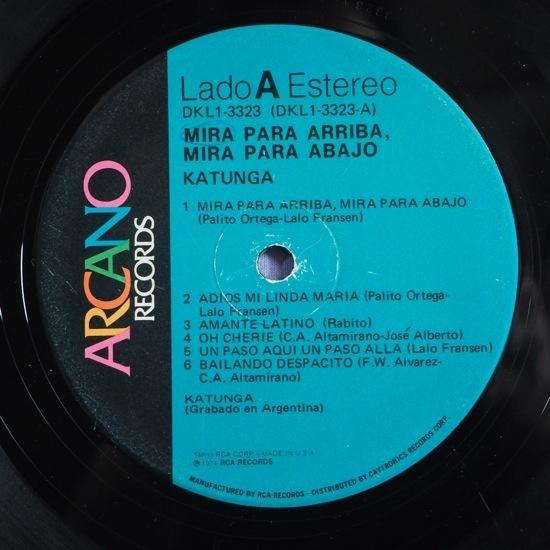 Lado A Estereo
DKL1-3323 (DKL1-3323-A)
MIRA PARA ARRIBA,
MIRA PARA ABAJO
KATUNGA
1 MIRA PARA ARRIBA, MIRA PARA ABAJO
(Palito Ortega-Lalo Fransen)
2 ADIOS MI LINDA MARIA (Palito Ortega-
Lalo Fransen)
3 AMANTE LATINO (Rabito)
4 OH CHERIE (C.A. Altamirano-José Alberto)
5 UN PASO AQUI UN PASO ALLA (Lalo Fransen)
6 BAILANDO DESPACITO (F.W. Alvarez-
C.A. Altamirano)
KATUNGA
(Grabado en Argentina)
TM(s) RCA CORP.-MADE IN U.S.A
℗ 1974 RCA RECORDS
MANUFACTURED BY RCA RECORDS-DISTRIBUTED BY CAYTRONICS RECORDS CORP.
ARCANO
RECORDS